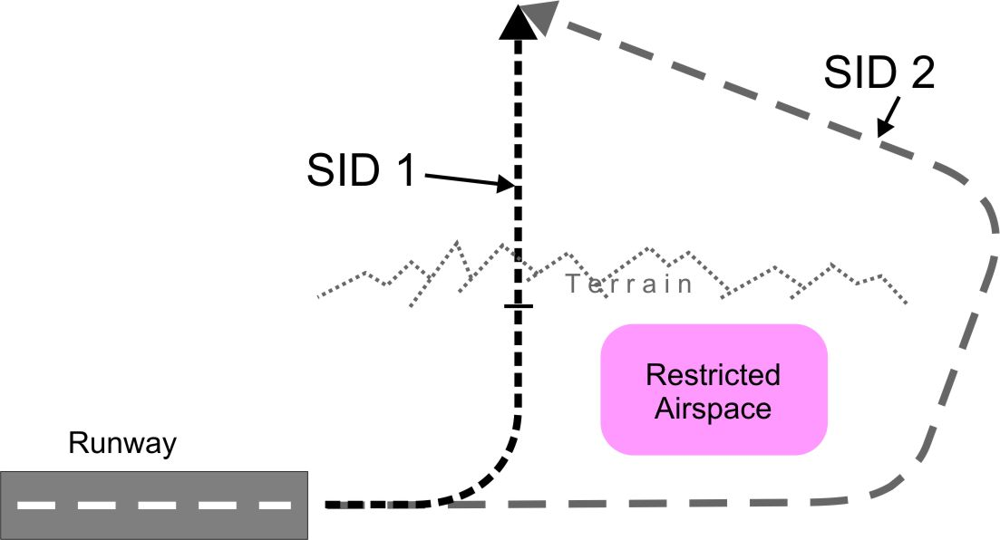 SID 2
SID 1
Terrain
Restricted
Airspace
Runway